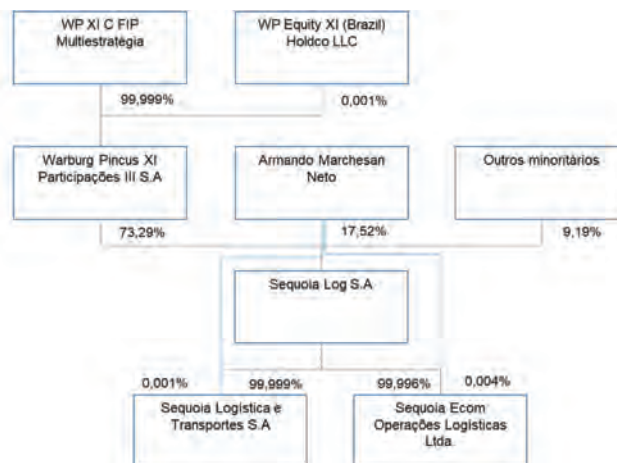 WP XI C FIP
Multiestratégia
WP Equity XI (Brazil)
Holdco LLC
99,999%
0,001%
Warburg Pincus XI
Participações III S.A
Armando Marchesan
Neto
Outros minoritários
73,29%
17,52%
9,19%
Sequoia Log S.A
0,001%
99,999%
99,996%
0,004%
Sequoia Logística e
Transportes S.A
Sequoia Ecom
Operações Logísticas
Ltda.